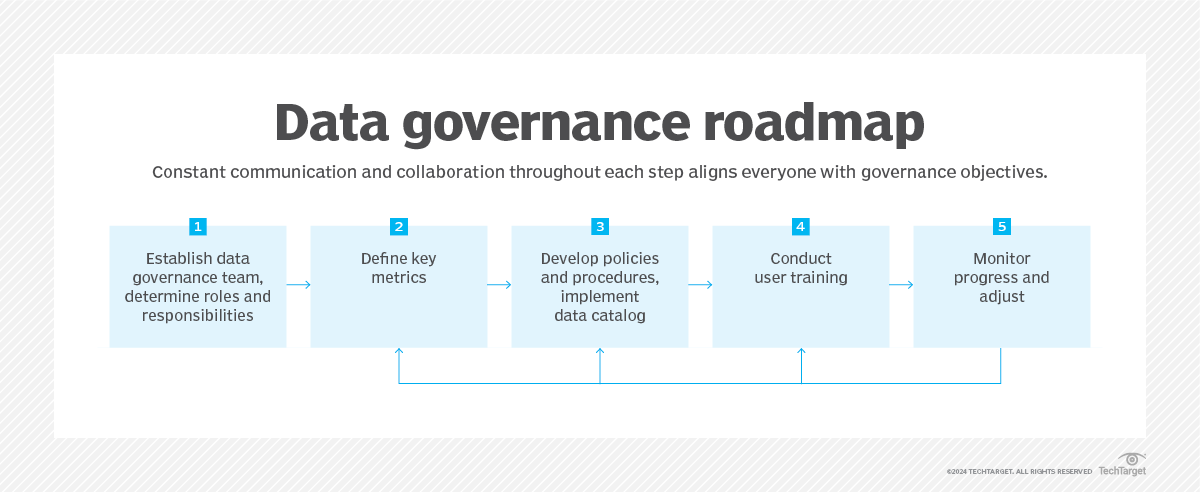 Data governance roadmap
Constant communication and collaboration throughout each step aligns everyone with governance objectives.
1
Establish data
governance team,
determine roles and
responsibilities
2
Define key
metrics
3
Develop policies
and procedures,
implement
data catalog
4
Conduct
user training
5
Monitor
progress and
adjust
©2024 TECHTARGET. ALL RIGHTS RESERVED
TechTarget